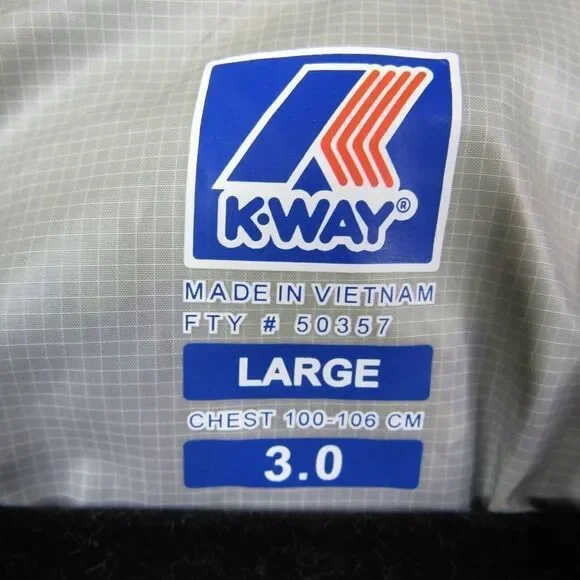 K·WAY®
MADE IN VIETNAM
FTY # 50357
LARGE
CHEST 100-106 CM
3.0